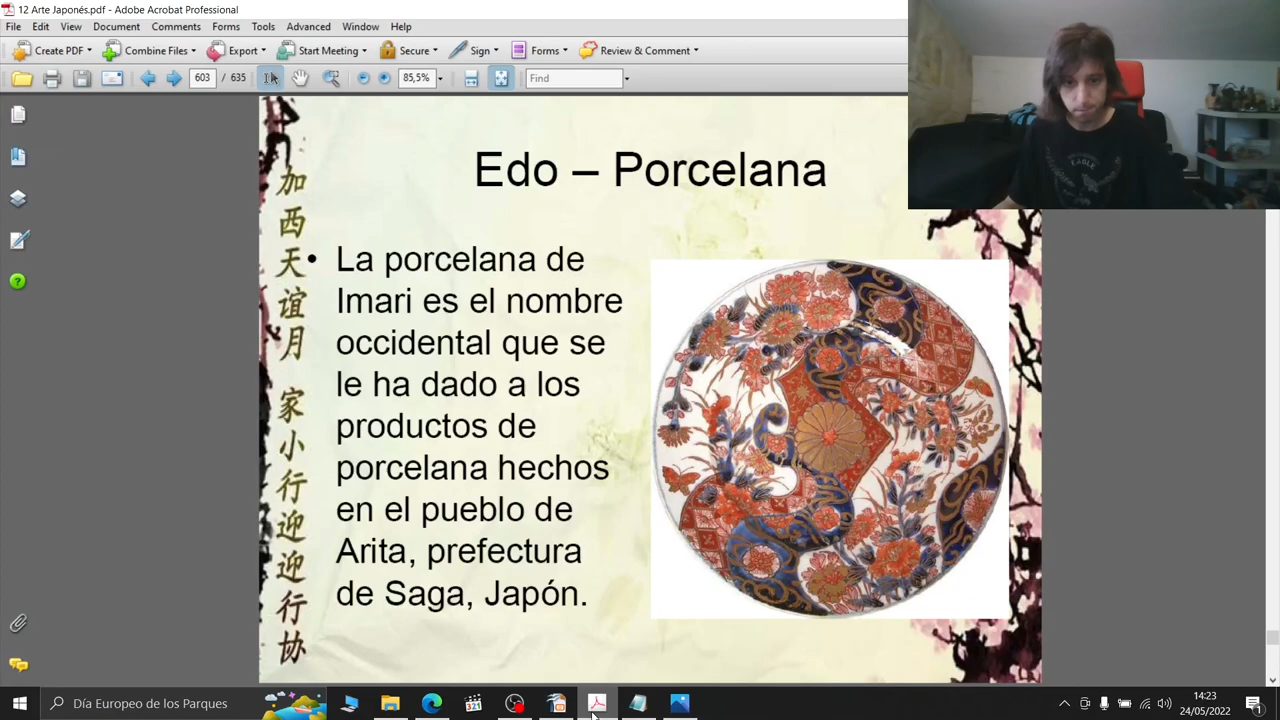 12 Arte Japonés.pdf - Adobe Acrobat Professional
File Edit View Document Comments Forms Tools Advanced Window Help
Create PDF Combine Files Export Start Meeting Secure Sign Forms Review & Comment
603 / 635 85,5% Find
Edo – Porcelana
加
西
天
谊
月
家
小
行
迎
迎
行
协
• La porcelana de
Imari es el nombre
occidental que se
le ha dado a los
productos de
porcelana hechos
en el pueblo de
Arita, prefectura
de Saga, Japón.
EAGLE
Día Europeo de los Parques
321
14:23
24/05/2022
1